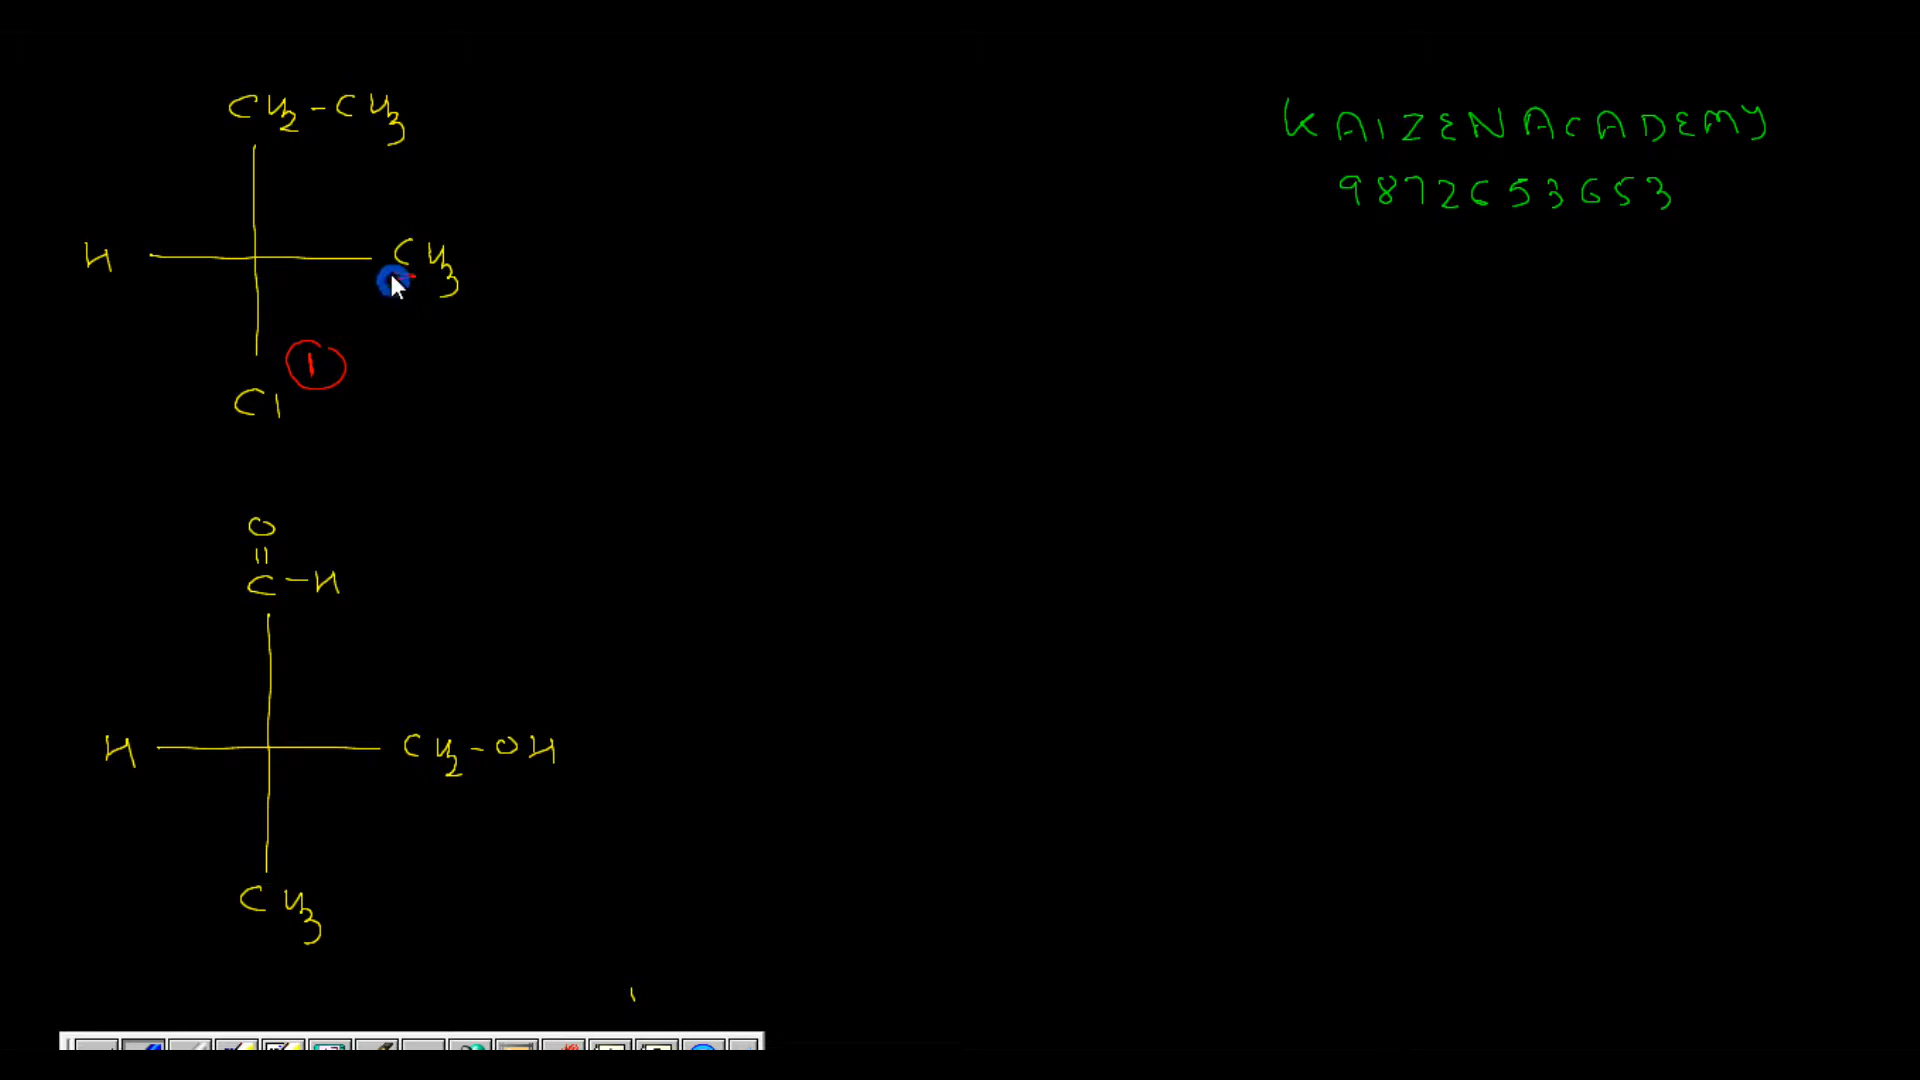 CH2-CH3
KAIZEN ACADEMY
9872653653
H CH3
1
Cl
O
C-H
H CH2-OH
CH3